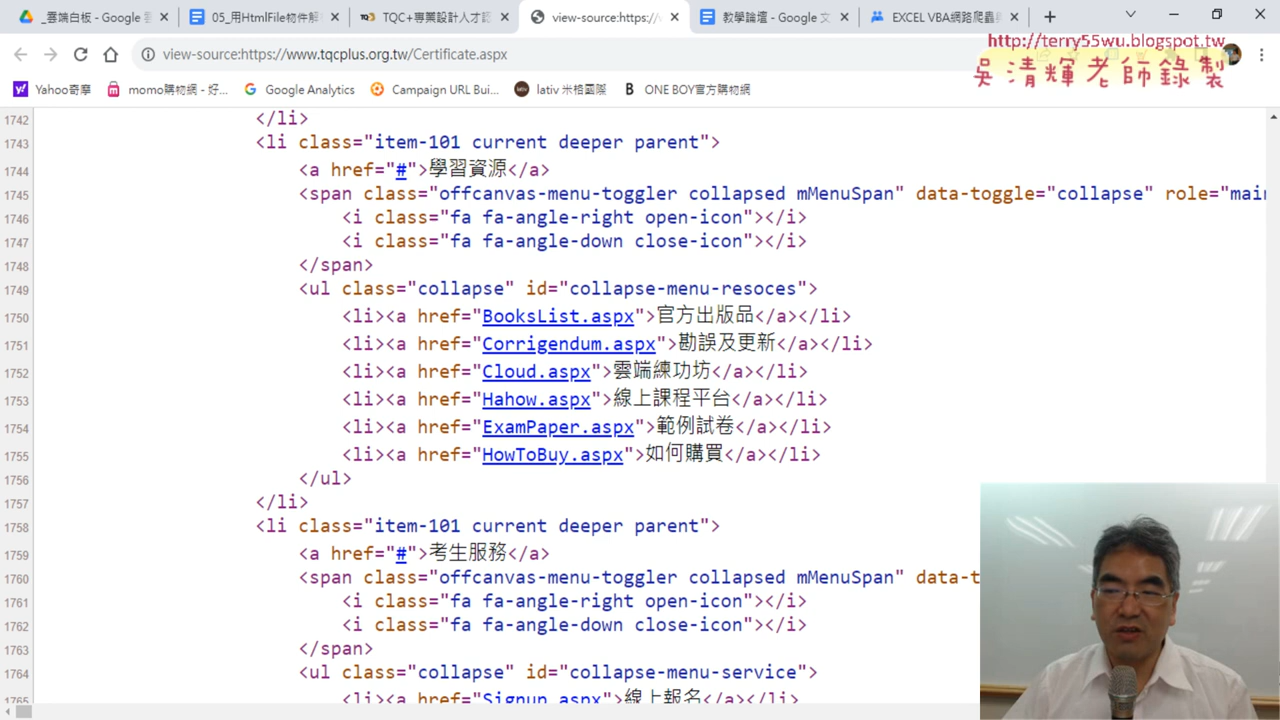 _雲端白板 - Google 雲
05_用HtmlFile物件解
TQC+專業設計人才認
view-source:https://w
教學論壇 - Google 文
EXCEL VBA網路爬蟲
view-source:https://www.tqcplus.org.tw/Certificate.aspx
http://terry55wu.blogspot.tw
吳清輝老師錄製
Yahoo奇摩
momo購物網 - 好...
Google Analytics
Campaign URL Bui...
lativ 米格國際
ONE BOY官方購物網
1742 </li>
1743 <li class="item-101 current deeper parent">
1744 <a href="#">學習資源</a>
1745 <span class="offcanvas-menu-toggler collapsed mMenuSpan" data-toggle="collapse" role="main
1746 <i class="fa fa-angle-right open-icon"></i>
1747 <i class="fa fa-angle-down close-icon"></i>
1748 </span>
1749 <ul class="collapse" id="collapse-menu-resoces">
1750 <li><a href="BooksList.aspx">官方出版品</a></li>
1751 <li><a href="Corrigendum.aspx">勘誤及更新</a></li>
1752 <li><a href="Cloud.aspx">雲端練功坊</a></li>
1753 <li><a href="Hahow.aspx">線上課程平台</a></li>
1754 <li><a href="ExamPaper.aspx">範例試卷</a></li>
1755 <li><a href="HowToBuy.aspx">如何購買</a></li>
1756 </ul>
1757 </li>
1758 <li class="item-101 current deeper parent">
1759 <a href="#">考生服務</a>
1760 <span class="offcanvas-menu-toggler collapsed mMenuSpan" data-t
1761 <i class="fa fa-angle-right open-icon"></i>
1762 <i class="fa fa-angle-down close-icon"></i>
1763 </span>
1764 <ul class="collapse" id="collapse-menu-service">
1765 <li><a href="Signup.aspx">線上報名</a></li>